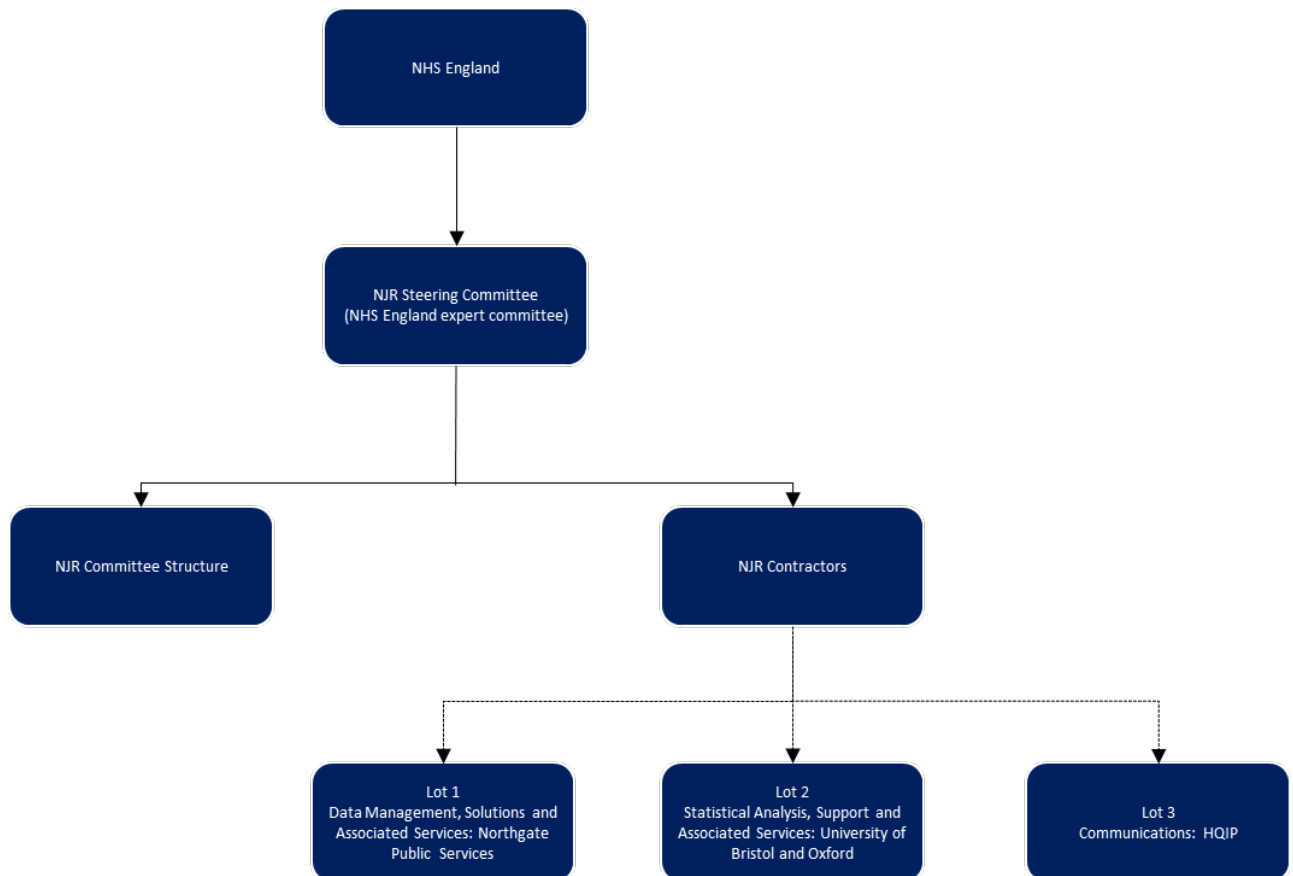 NHS England
NJR Steering Committee
(NHS England expert committee)
NJR Committee Structure
NJR Contractors
Lot 1
Data Management, Solutions and
Associated Services: Northgate
Public Services
Lot 2
Statistical Analysis, Support and
Associated Services: University of
Bristol and Oxford
Lot 3
Communications: HQIP